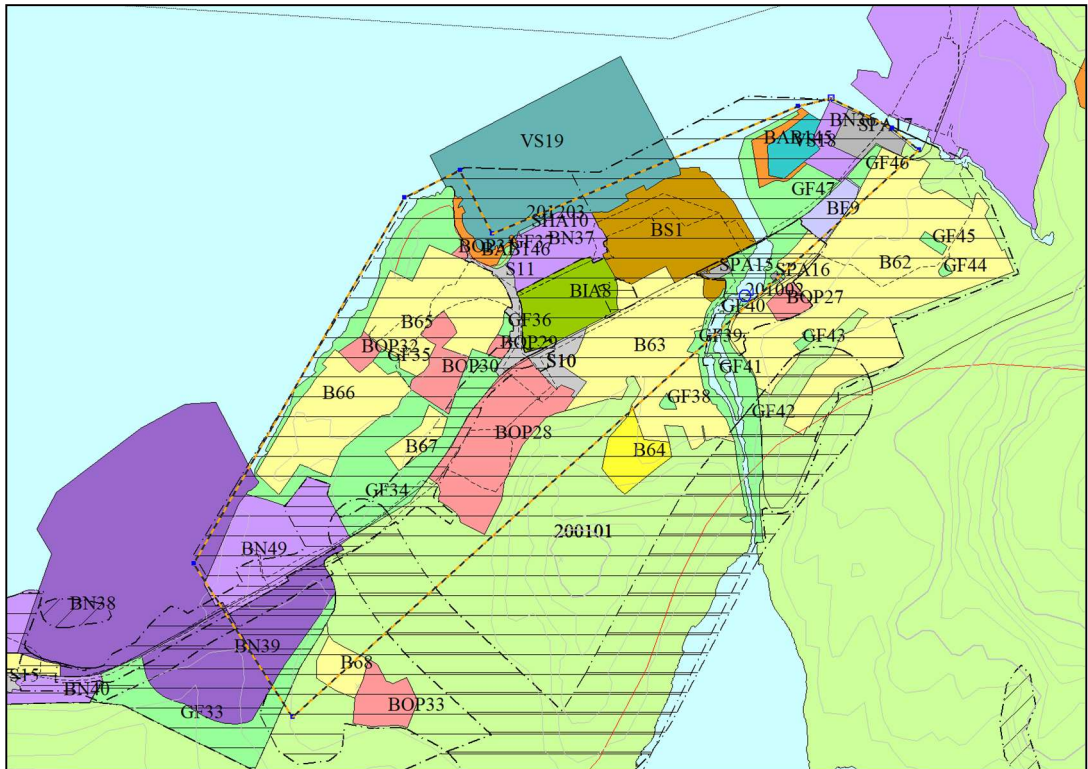 VS19
BN36
SPA17
VS18
GF46
GF47
BE9
201203
SHA10
BN37
BS1
GF45
B62
GF44
S11
SPA15
SPA16
201002
BOP27
BIA8
GF40
GF36
B65
GF39
GF43
BOP29
BOP32
GF35
BOP30
S10
B63
GF41
B66
GF38
GF42
BOP28
B67
B64
GF34
200101
BN49
BN38
BN39
B68
S15
BN40
BOP33
GF33